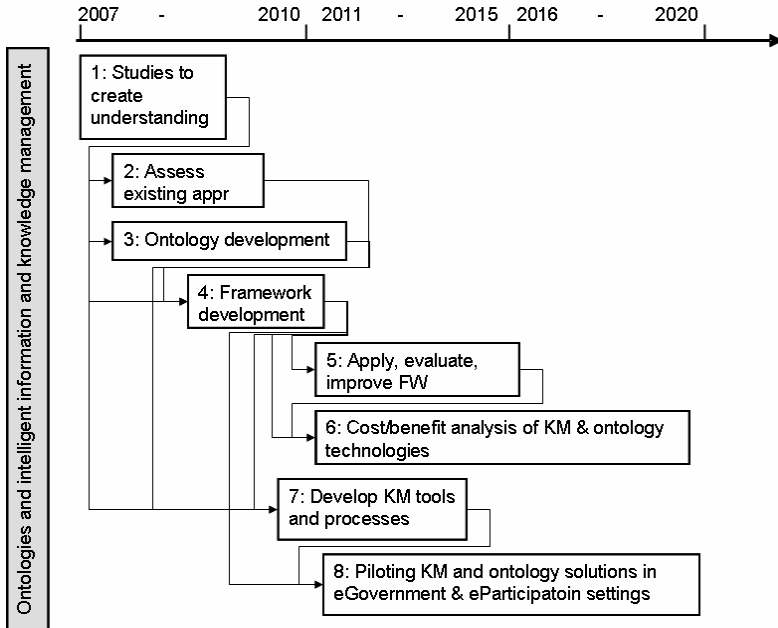 2007 - 2010 2011 - 2015 2016 - 2020
Ontologies and intelligent information and knowledge management
1: Studies to
create
understanding
2: Assess
existing appr
3: Ontology development
4: Framework
development
5: Apply, evaluate,
improve FW
6: Cost/benefit analysis of KM & ontology
technologies
7: Develop KM tools
and processes
8: Piloting KM and ontology solutions in
eGovernment & eParticipatoin settings